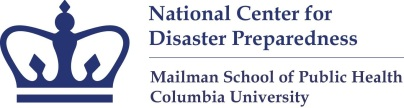 National Center for
Disaster Preparedness
Mailman School of Public Health
Columbia University